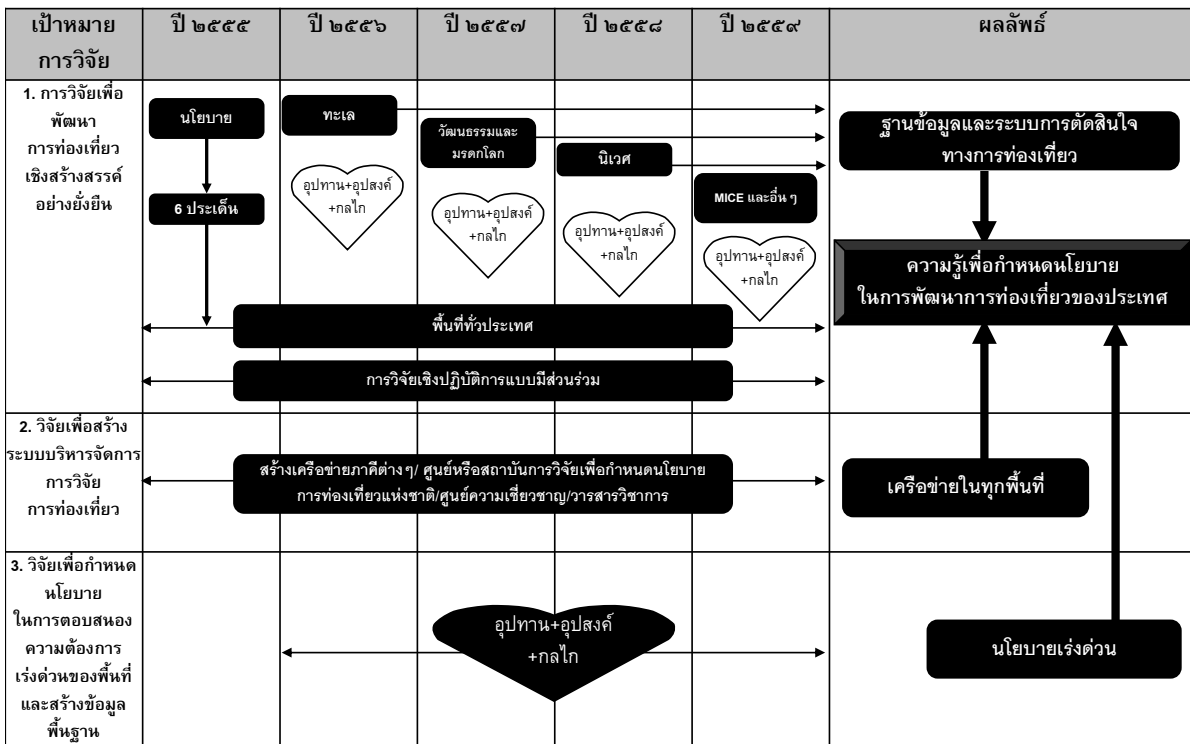 เป้าหมาย
การวิจัย
ปี ๒๕๕๕
ปี ๒๕๕๖
ปี ๒๕๕๗
ปี ๒๕๕๘
ปี ๒๕๕๙
ผลลัพธ์
1. การวิจัยเพื่อ
พัฒนา
การท่องเที่ยว
เชิงสร้างสรรค์
อย่างยั่งยืน
นโยบาย
6 ประเด็น
ทะเล
อุปทาน+อุปสงค์
+กลไก
วัฒนธรรมและ
มรดกโลก
อุปทาน+อุปสงค์
+กลไก
นิเวศ
อุปทาน+อุปสงค์
+กลไก
MICE และอื่น ๆ
อุปทาน+อุปสงค์
+กลไก
พื้นที่ทั่วประเทศ
การวิจัยเชิงปฏิบัติการแบบมีส่วนร่วม
ฐานข้อมูลและระบบการตัดสินใจ
ทางการท่องเที่ยว
ความรู้เพื่อกำหนดนโยบาย
ในการพัฒนาการท่องเที่ยวของประเทศ
2. วิจัยเพื่อสร้าง
ระบบบริหารจัดการ
การวิจัย
การท่องเที่ยว
สร้างเครือข่ายภาคีต่าง ๆ/ ศูนย์หรือสถาบันการวิจัยเพื่อกำหนดนโยบาย
การท่องเที่ยวแห่งชาติ/ศูนย์ความเชี่ยวชาญ/วารสารวิชาการ
เครือข่ายในทุกพื้นที่
3. วิจัยเพื่อกำหนด
นโยบาย
ในการตอบสนอง
ความต้องการ
เร่งด่วนของพื้นที่
และสร้างข้อมูล
พื้นฐาน
อุปทาน+อุปสงค์
+กลไก
นโยบายเร่งด่วน